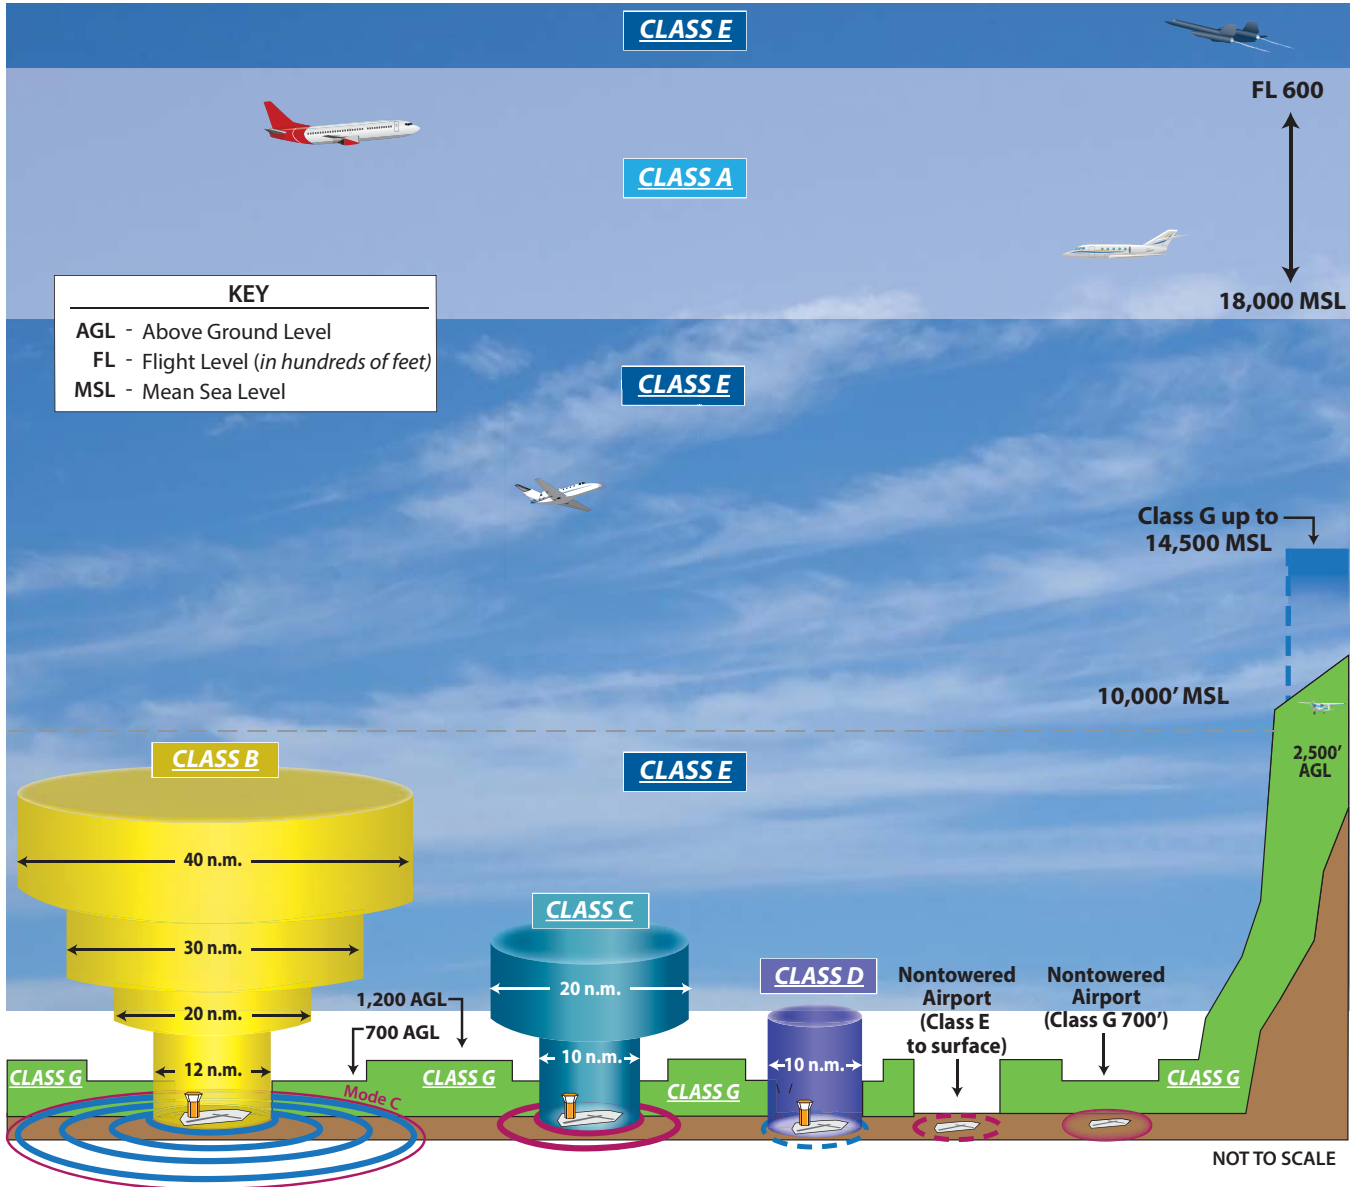 CLASS E
FL 600
CLASS A
18,000 MSL
KEY
AGL - Above Ground Level
FL - Flight Level (in hundreds of feet)
MSL - Mean Sea Level
CLASS E
Class G up to
14,500 MSL
10,000’ MSL
CLASS B
CLASS E
2,500’
AGL
40 n.m.
CLASS C
30 n.m.
CLASS D
Nontowered
Airport
(Class E
to surface)
Nontowered
Airport
(Class G 700’)
20 n.m.
1,200 AGL
20 n.m.
700 AGL
10 n.m.
10 n.m.
12 n.m.
CLASS G
CLASS G
CLASS G
CLASS G
Mode C
NOT TO SCALE